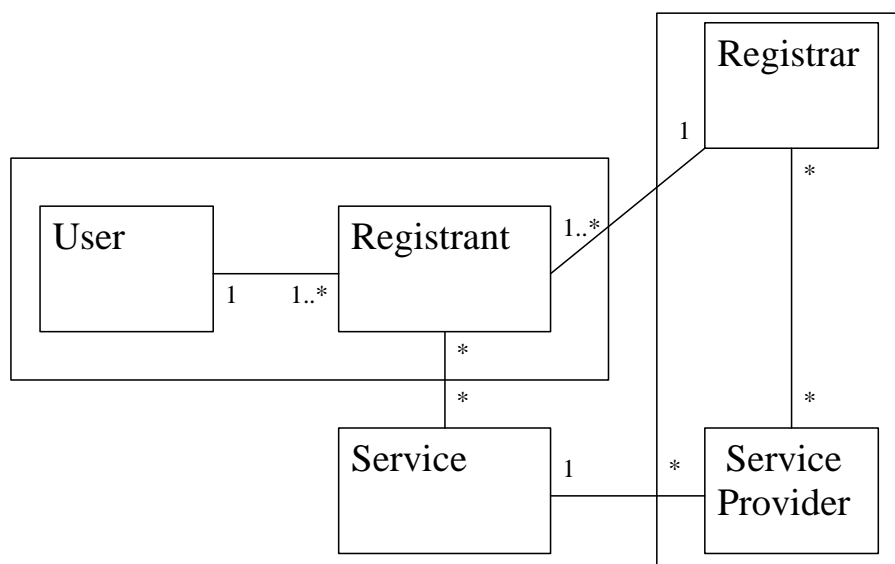 Registrar
1
*
User
Registrant
1..*
1
1..*
*
*
*
Service
1
*
Service
Provider